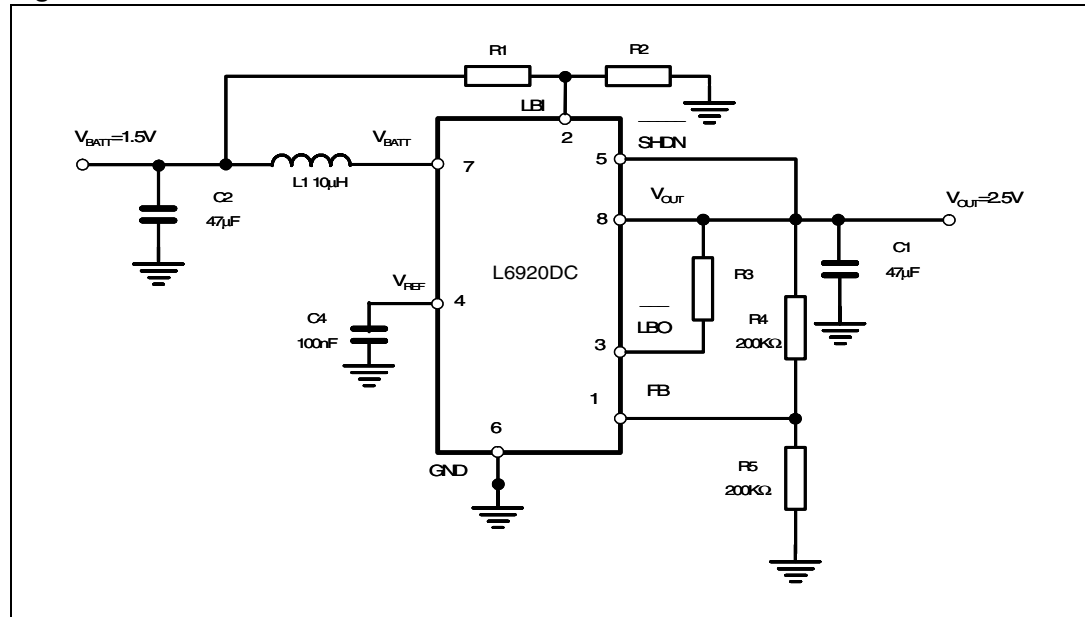 R1
R2
LBI
2
SHDN
V_BATT=1.5V
V_BATT
7
5
L1 10µH
C2
47µF
V_OUT
8
V_OUT=2.5V
C1
47µF
L6920DC
R3
V_REF
4
LBO
C4
100nF
R4
200KΩ
3
1
FB
6
GND
R5
200KΩ